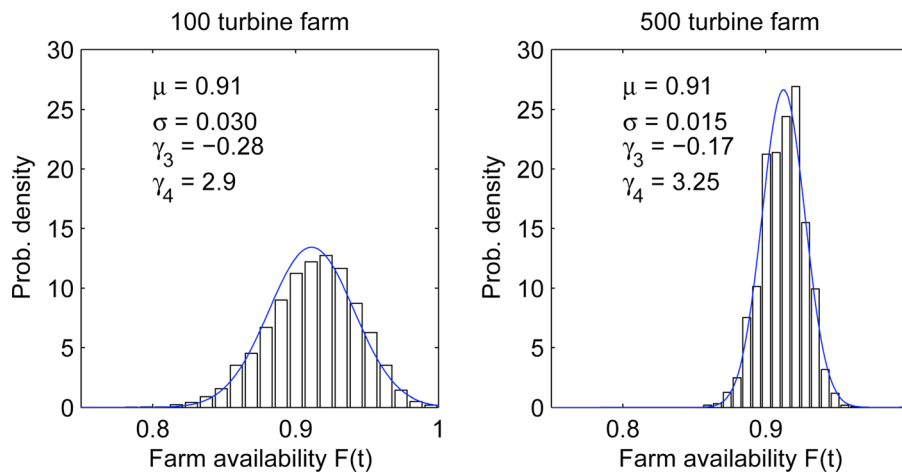 100 turbine farm
30
25
20
15
10
5
0
Prob. density
μ = 0.91
σ = 0.030
γ3 = −0.28
γ4 = 2.9
0.8
0.9
1
Farm availability F(t)
500 turbine farm
30
25
20
15
10
5
0
Prob. density
μ = 0.91
σ = 0.015
γ3 = −0.17
γ4 = 3.25
0.8
0.9
Farm availability F(t)